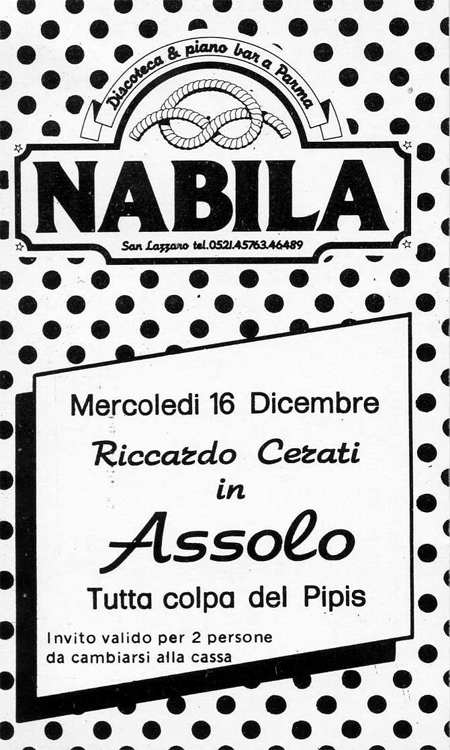 Discoteca & piano bar a Parma
NABILA
San Lazzaro tel.0521.45763.46489
Mercoledi 16 Dicembre
Riccardo Cerati
in
Assolo
Tutta colpa del Pipis
Invito valido per 2 persone
da cambiarsi alla cassa